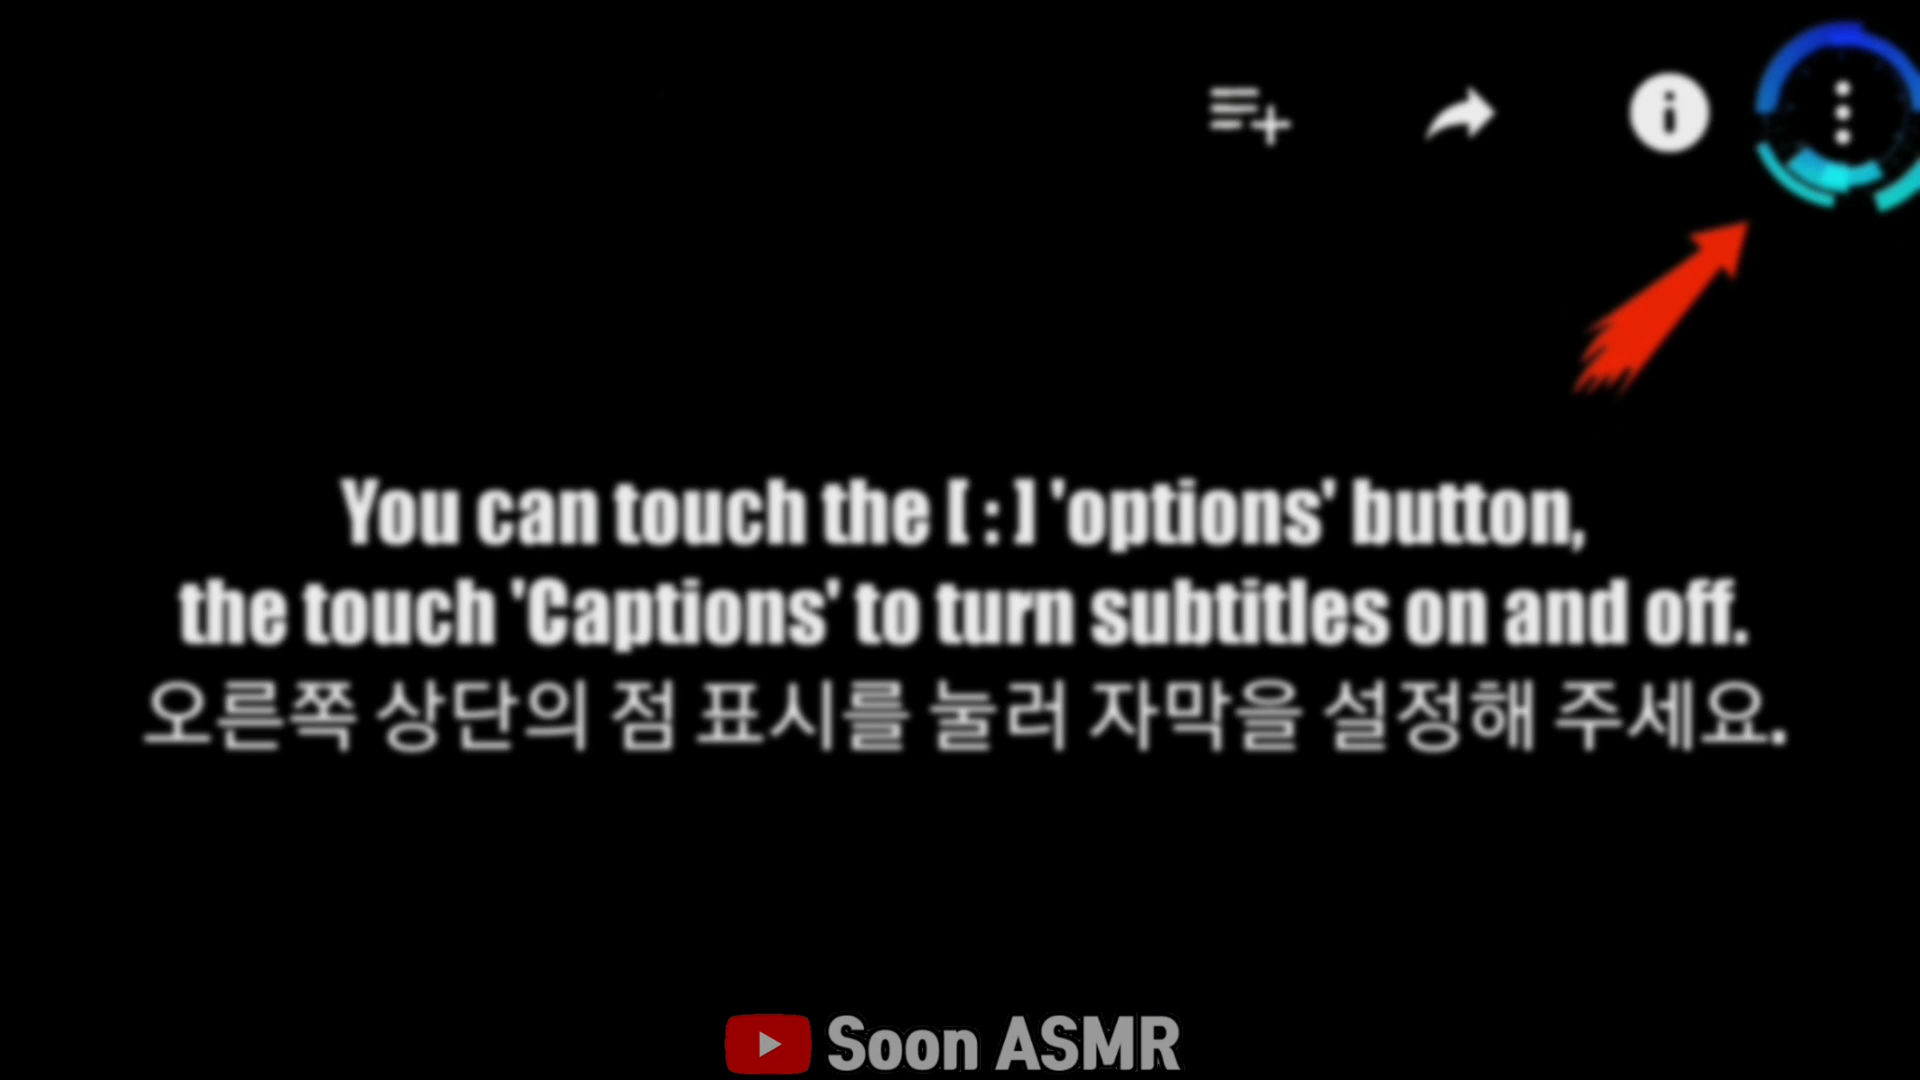 You can touch the [ : ] 'options' button,
the touch 'Captions' to turn subtitles on and off.
오른쪽 상단의 점 표시를 눌러 자막을 설정해 주세요.
Soon ASMR